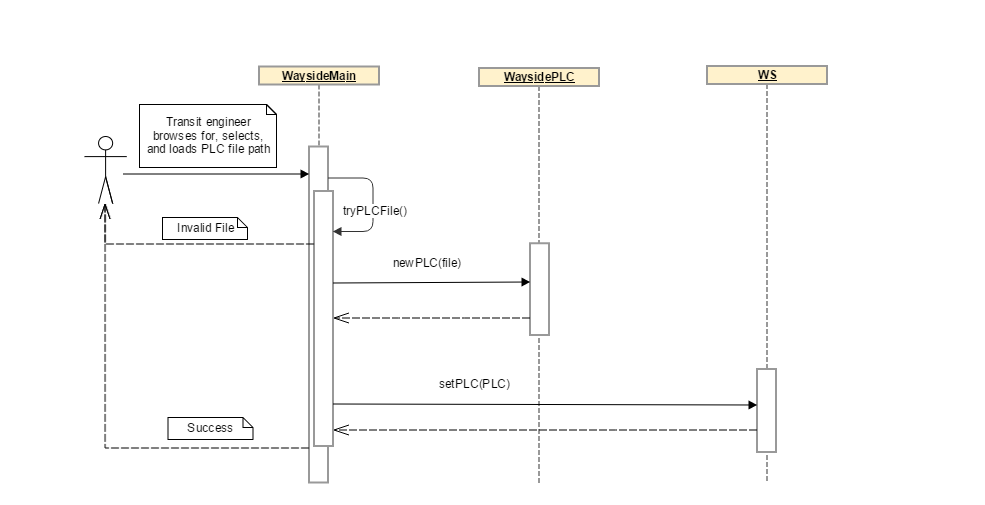 WaysideMain
WaysidePLC
WS
Transit engineer
browses for, selects,
and loads PLC file path
tryPLCFile()
Invalid File
newPLC(file)
setPLC(PLC)
Success